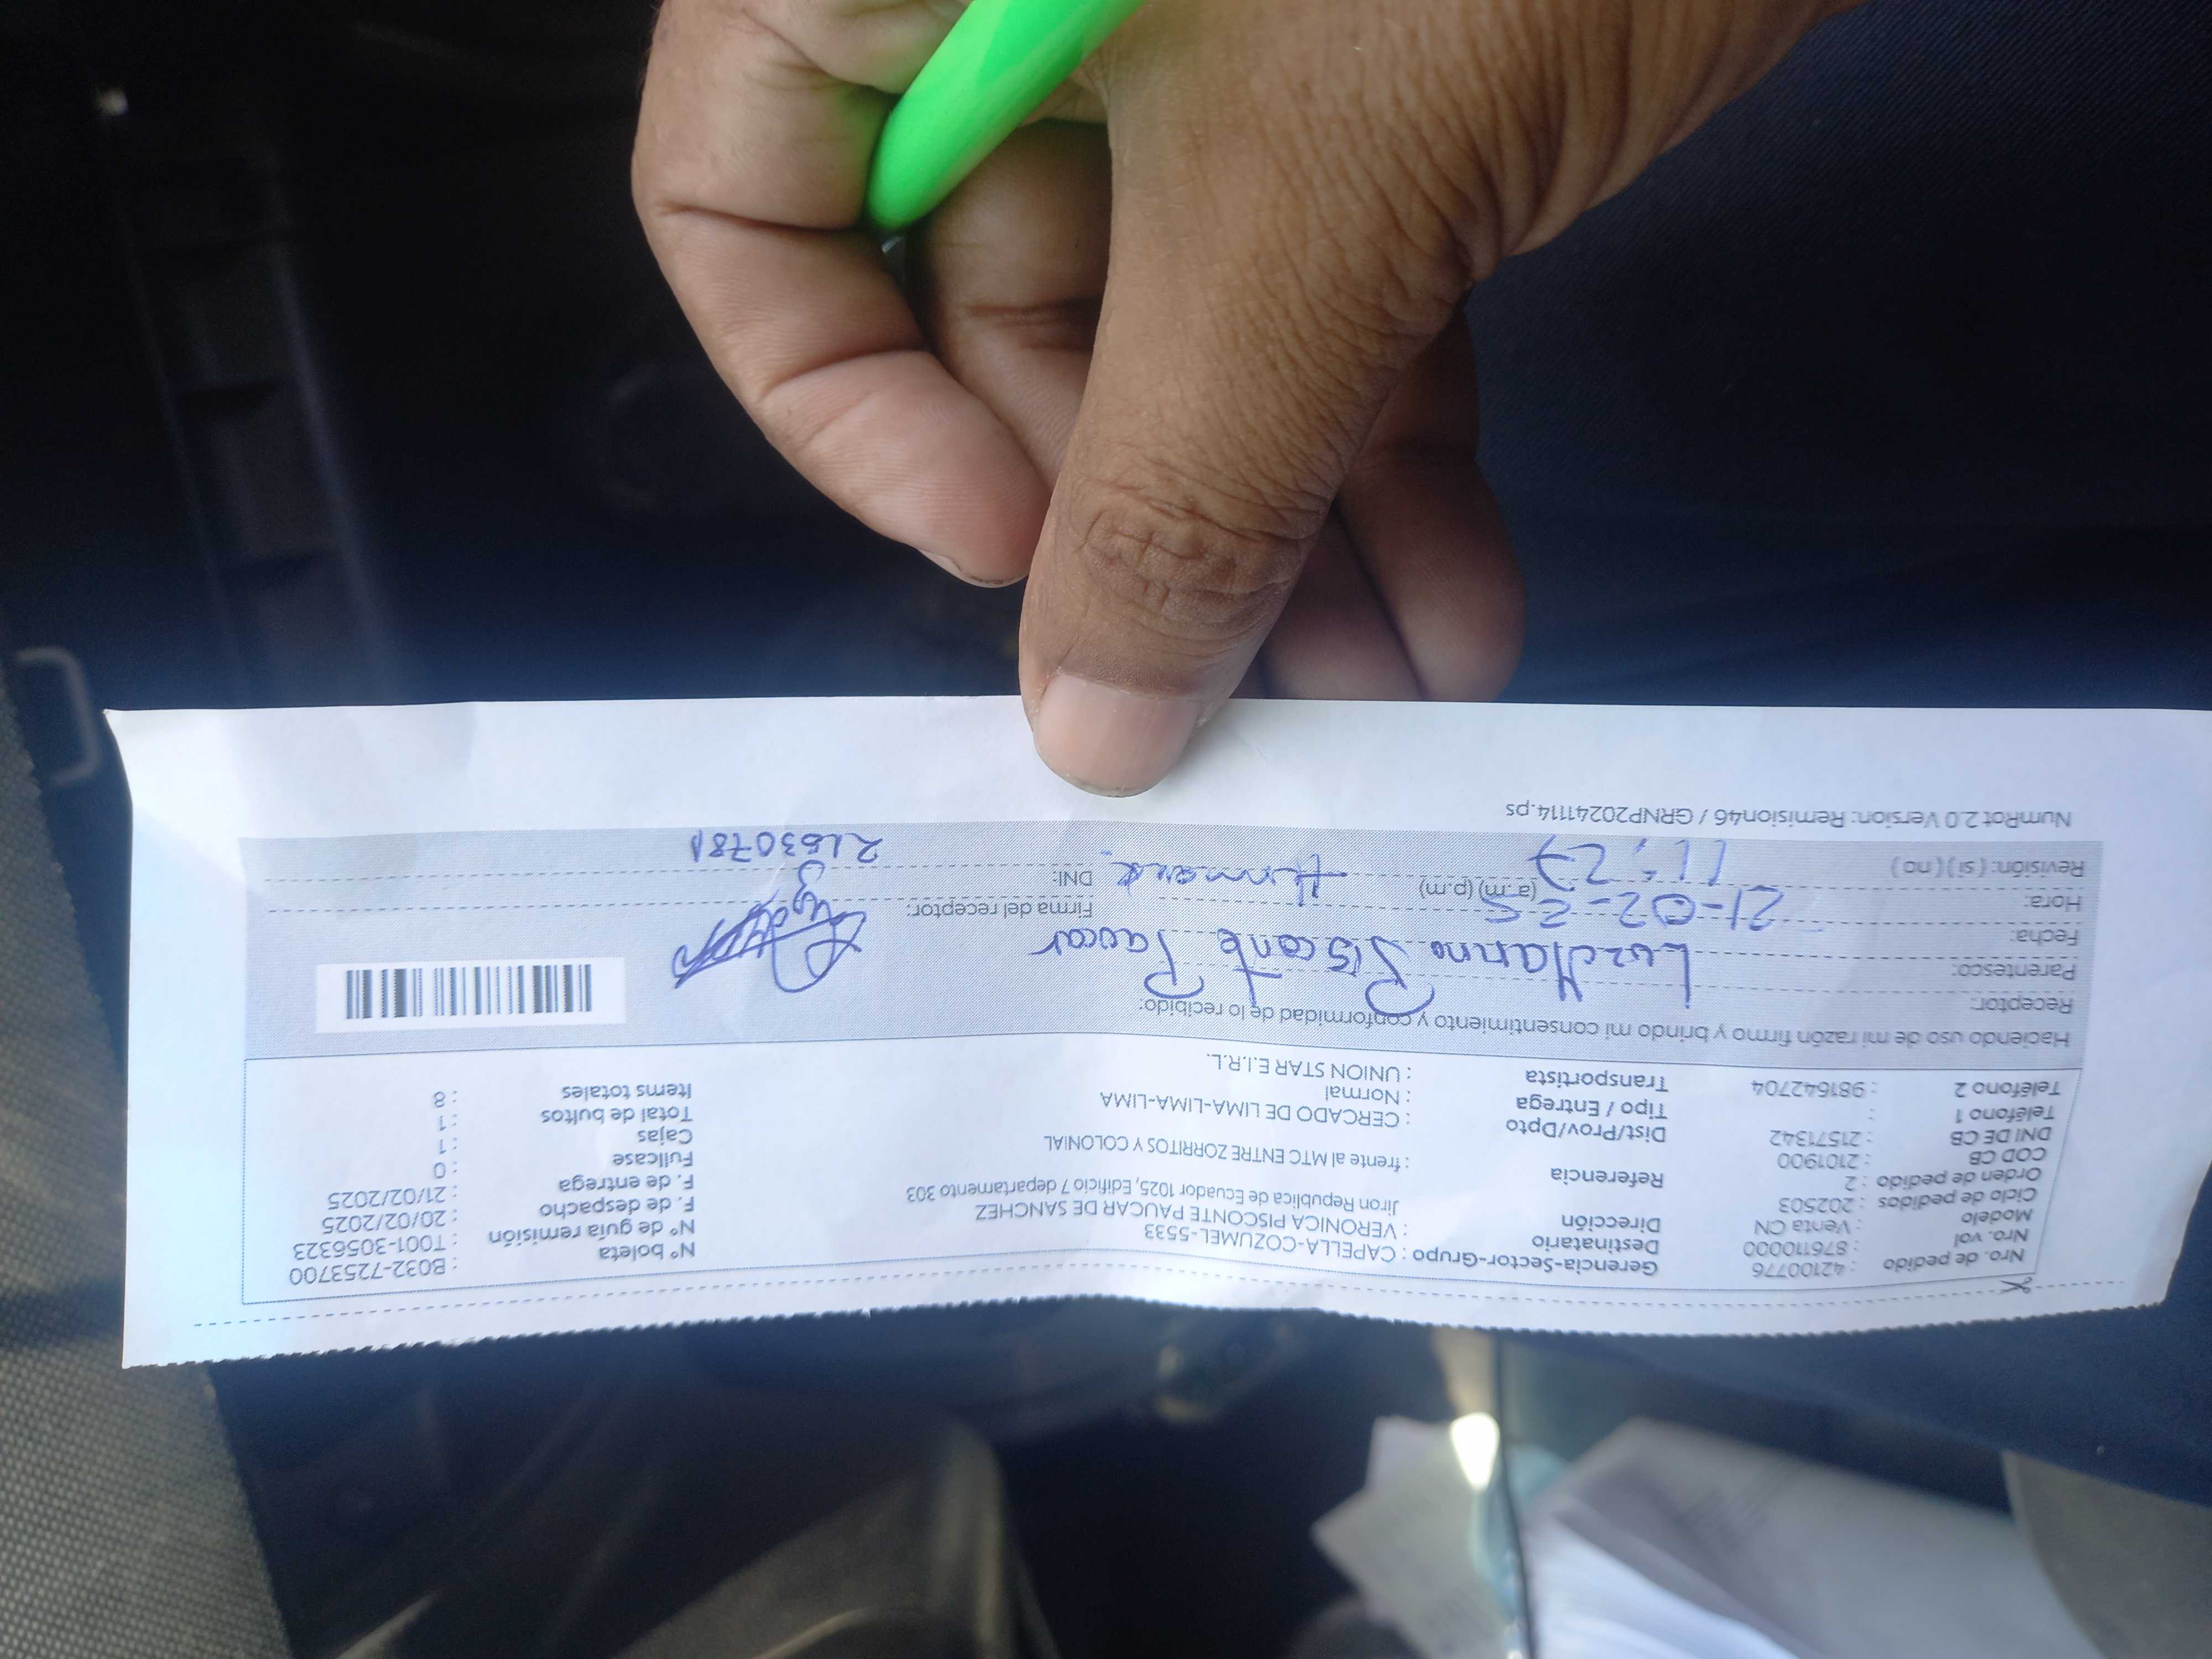 Nro. de pedido : 42100776 Gerencia-Sector-Grupo : CAPELLA-COZUMEL-5533 N° boleta : B032-7253700
Nro. vol : 876110000 Destinatario : VERONICA PISCONTE PAUCAR DE SANCHEZ N° de guía remisión : T001-3056323
Modelo : Venta CN Dirección Jiron Republica de Ecuador 1025, Edificio 7 departamento 303 F. de despacho : 20/02/2025
Ciclo de pedidos : 202503 F. de entrega : 21/02/2025
Orden de pedido : 2 Referencia : frente al MTC ENTRE ZORRITOS Y COLONIAL Fullcase : 0
COD CB : 2101900 Cajas : 1
DNI DE CB : 21571342 Dist/Prov/Dpto : CERCADO DE LIMA-LIMA-LIMA Total de bultos : 1
Teléfono 1 : Tipo / Entrega : Normal Items totales : 8
Teléfono 2 : 981642704 Transportista : UNION STAR E.I.R.L.
Haciendo uso de mi razón firmo y brindo mi consentimiento y conformidad de lo recibido:
Receptor: Luz Marina Pisconte Paucar
Parentesco:
Fecha: 21-02-25 Firma del receptor:
Hora: (a.m) (p.m) Hermana DNI: 21530781
Revisión: ( si ) ( no ) 11:27
NumRot 2.0 Version: Remision46 / GRNP20241114.ps